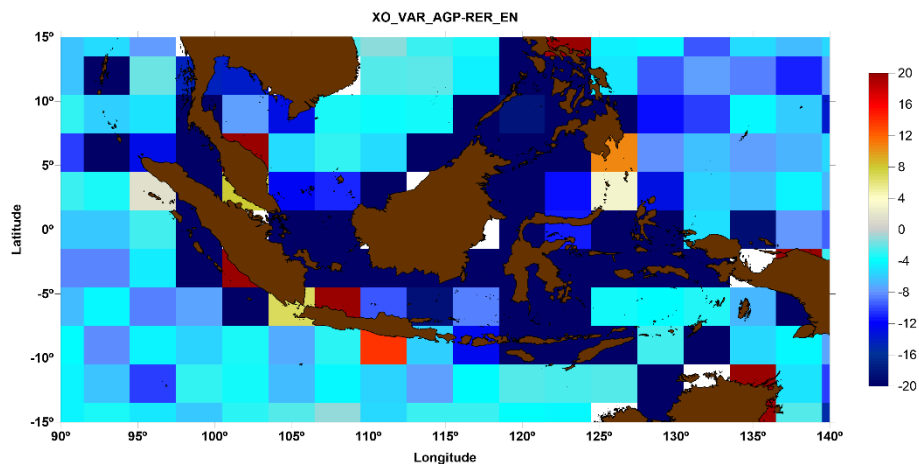 XO_VAR_AGP-RER_EN
15º
10º
5º
0º
-5º
-10º
-15º
Latitude
90º 95º 100º 105º 110º 115º 120º 125º 130º 135º 140º
Longitude
20
16
12
8
4
0
-4
-8
-12
-16
-20